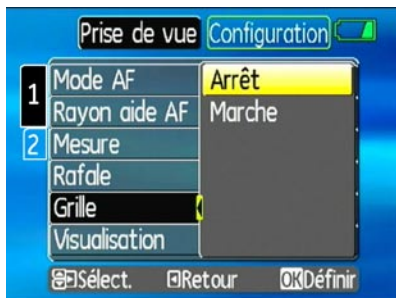 Prise de vue Configuration
1
2
Mode AF
Rayon aide AF
Mesure
Rafale
Grille
Visualisation
Arrêt
Marche
Sélect. Retour OK Définir